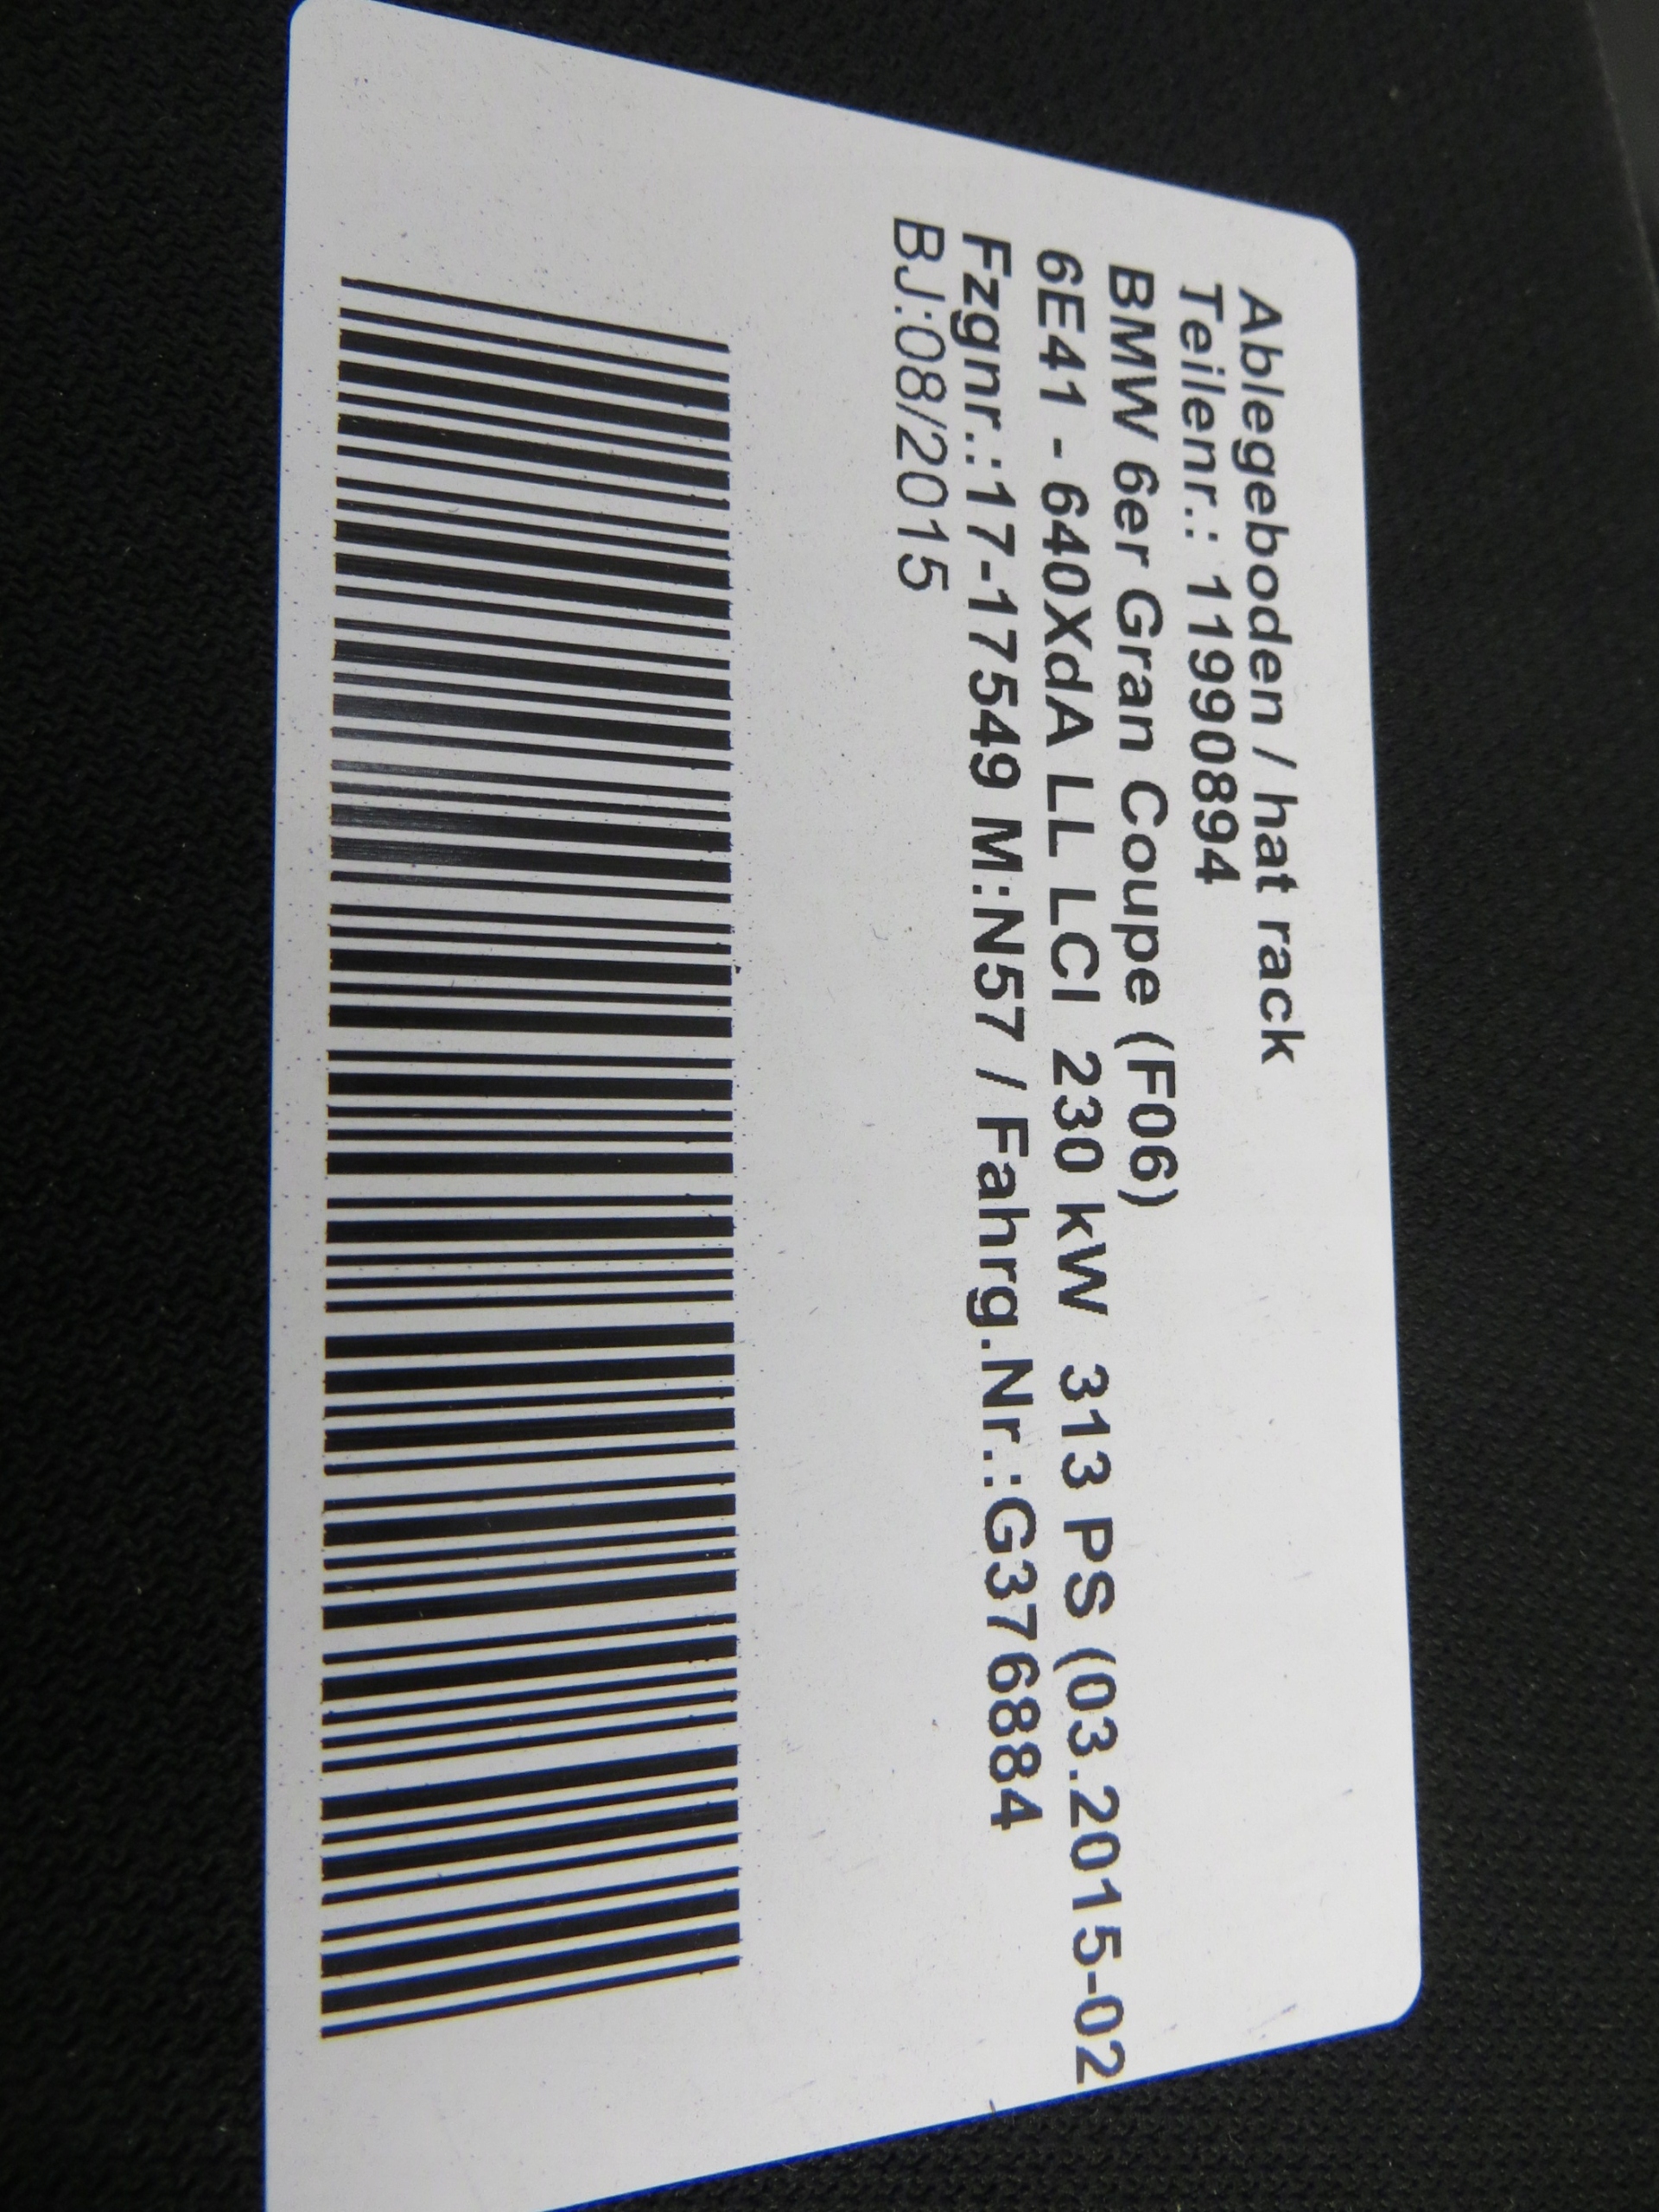 Ablegeboden / hat rack
Teilenr.: 11990894
BMW 6er Gran Coupe (F06)
6E41 - 640XdA LL LCI 230 kW 313 PS (03.2015-02
Fzgnr.:17-17549 M:N57 / Fahrg.Nr.:G376884
BJ:08/2015